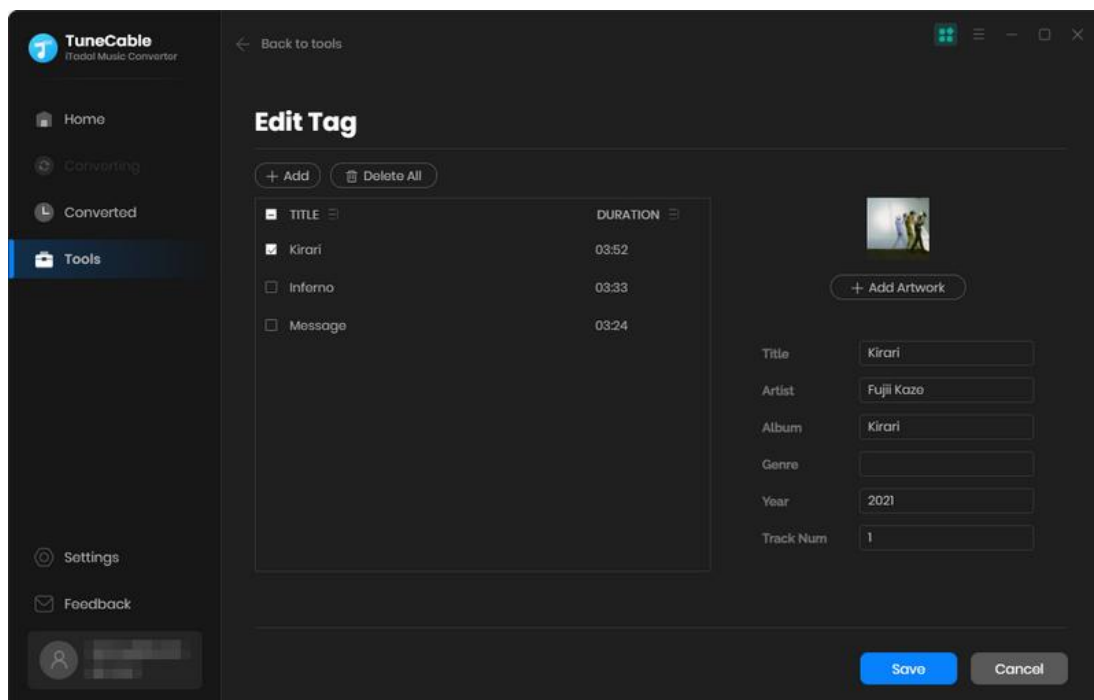 TuneCable
iTadal Music Converter
Back to tools
Home
Converting
Converted
Tools
Settings
Feedback
Edit Tag
+ Add
Delete All
TITLE DURATION
Kirari 03:52
Inferno 03:33
Message 03:24
+ Add Artwork
Title Kirari
Artist Fujii Kaze
Album Kirari
Genre
Year 2021
Track Num 1
Save Cancel